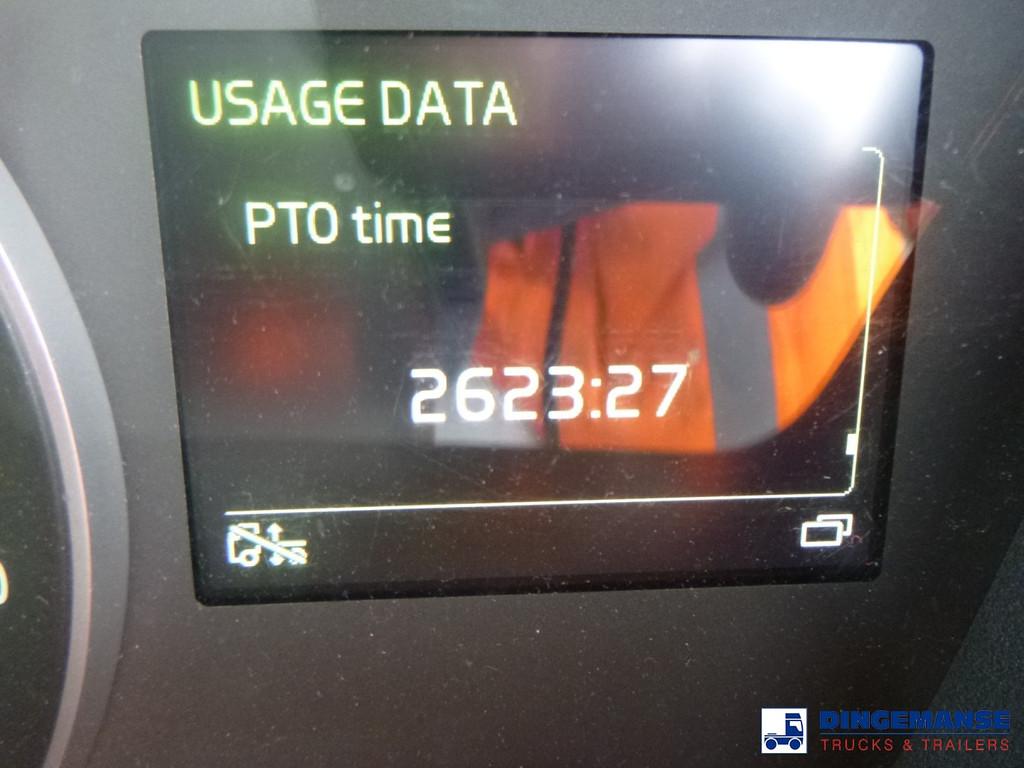 USAGE DATA
PTO time
2623:27
DINGEMANSE
TRUCKS & TRAILERS